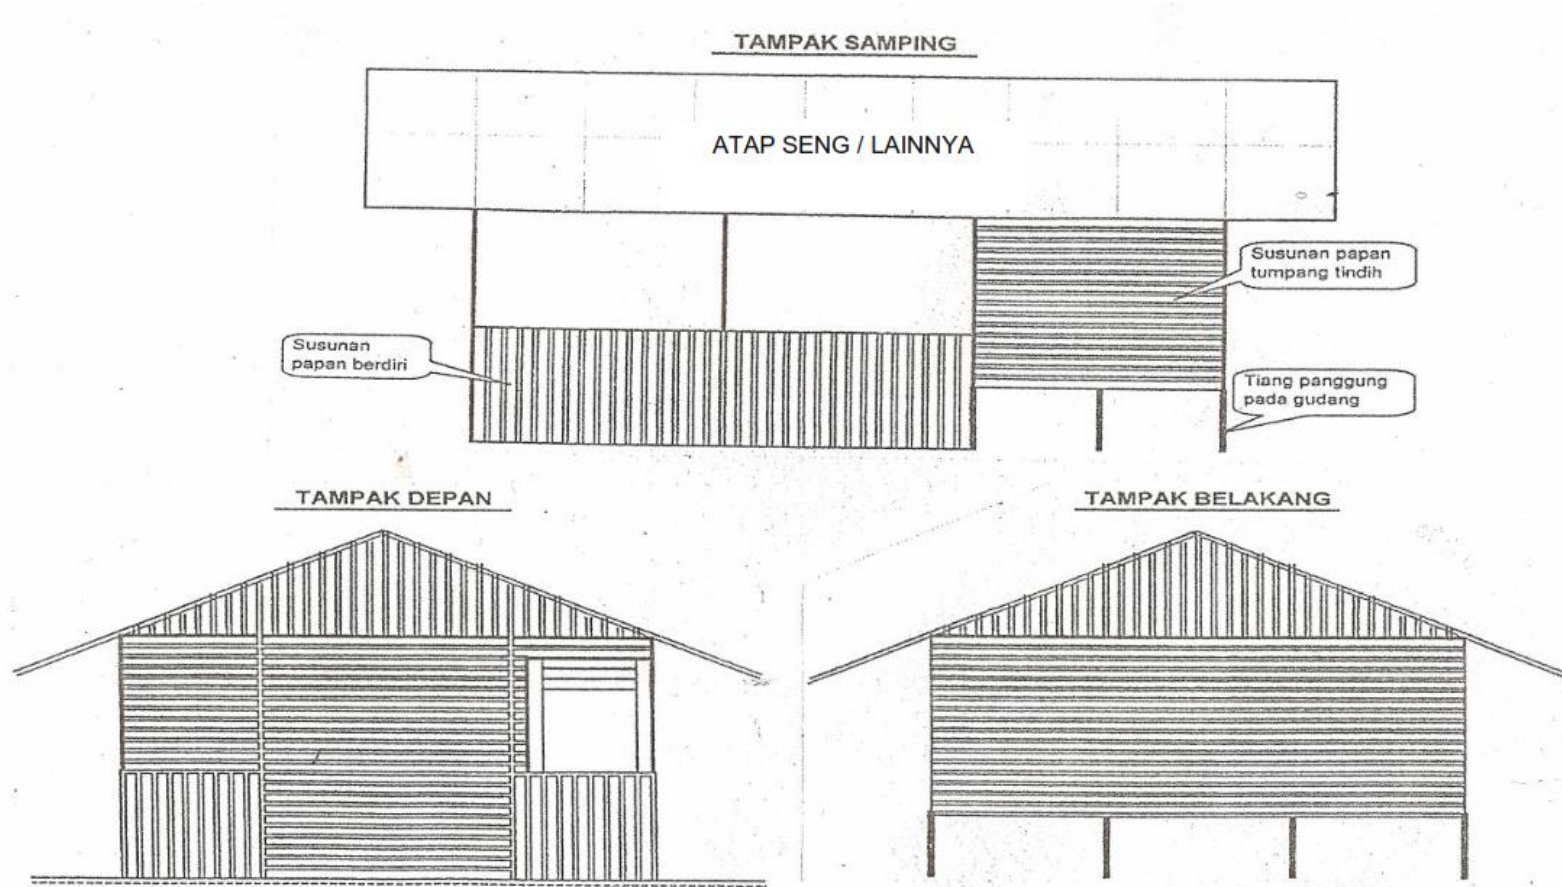 TAMPAK SAMPING
ATAP SENG / LAINNYA
Susunan papan
tumpang tindih
Susunan
papan berdiri
Tiang panggung
pada gudang
TAMPAK DEPAN
TAMPAK BELAKANG